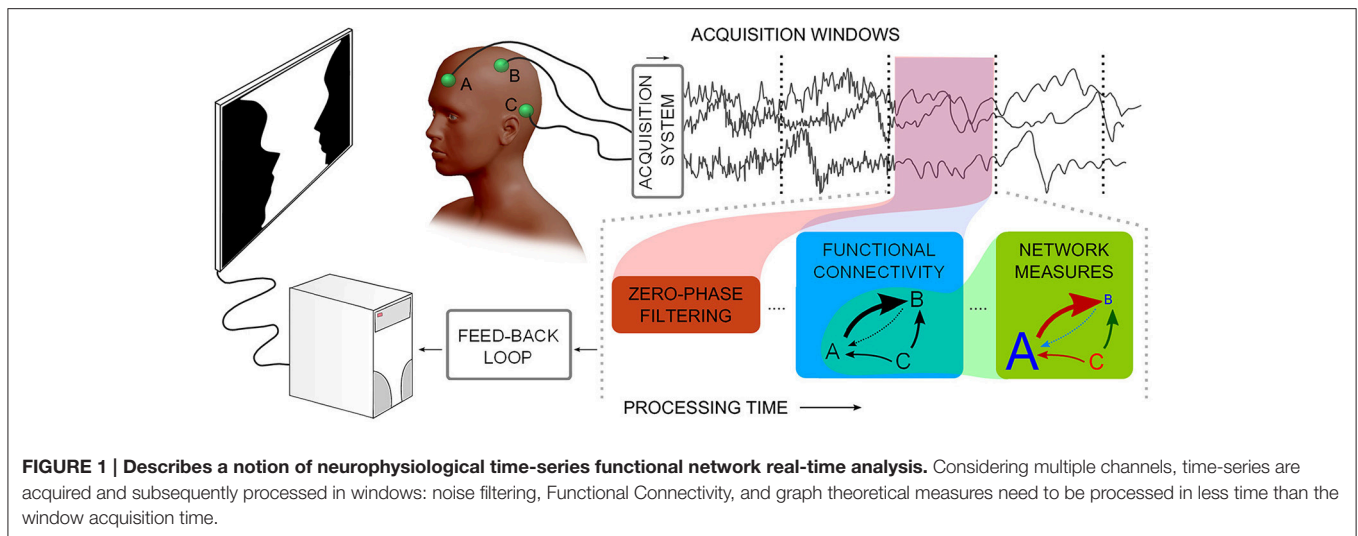 ACQUISITION WINDOWS
A
B
C
ACQUISITION
SYSTEM
FUNCTIONAL
CONNECTIVITY
B
A
C
NETWORK
MEASURES
B
A
C
ZERO-PHASE
FILTERING
....
....
FEED-BACK
LOOP
PROCESSING TIME
FIGURE 1 | Describes a notion of neurophysiological time-series functional network real-time analysis. Considering multiple channels, time-series are
acquired and subsequently processed in windows: noise filtering, Functional Connectivity, and graph theoretical measures need to be processed in less time than the
window acquisition time.